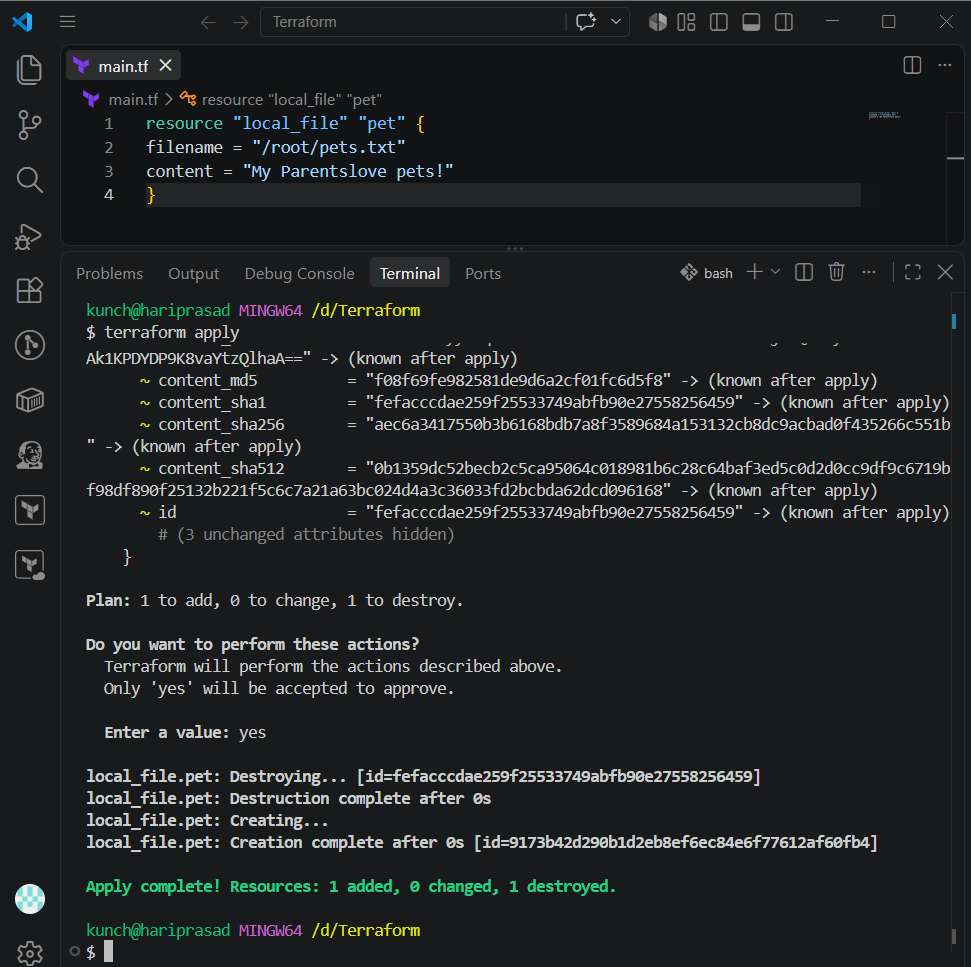 Terraform
main.tf
main.tf > resource "local_file" "pet"
1 resource "local_file" "pet" {
2 filename = "/root/pets.txt"
3 content = "My Parentslove pets!"
4 }
Problems Output Debug Console Terminal Ports bash
kunch@hariprasad MINGW64 /d/Terraform
$ terraform apply
Ak1KPDYDP9K8vaYtzQlhaA==" -> (known after apply)
~ content_md5 = "f08f69fe982581de9d6a2cf01fc6d5f8" -> (known after apply)
~ content_sha1 = "fefacccdae259f25533749abfb90e27558256459" -> (known after apply)
~ content_sha256 = "aec6a3417550b3b6168bdb7a8f3589684a153132cb8dc9acbad0f435266c551b
" -> (known after apply)
~ content_sha512 = "0b1359dc52becb2c5ca95064c018981b6c28c64baf3ed5c0d2d0cc9df9c6719b
f98df890f25132b221f5c6c7a21a63bc024d4a3c36033fd2bcbda62dcd096168" -> (known after apply)
~ id = "fefacccdae259f25533749abfb90e27558256459" -> (known after apply)
# (3 unchanged attributes hidden)
}
Plan: 1 to add, 0 to change, 1 to destroy.
Do you want to perform these actions?
Terraform will perform the actions described above.
Only 'yes' will be accepted to approve.
Enter a value: yes
local_file.pet: Destroying... [id=fefacccdae259f25533749abfb90e27558256459]
local_file.pet: Destruction complete after 0s
local_file.pet: Creating...
local_file.pet: Creation complete after 0s [id=9173b42d290b1d2eb8ef6ec84e6f77612af60fb4]
Apply complete! Resources: 1 added, 0 changed, 1 destroyed.
kunch@hariprasad MINGW64 /d/Terraform
$